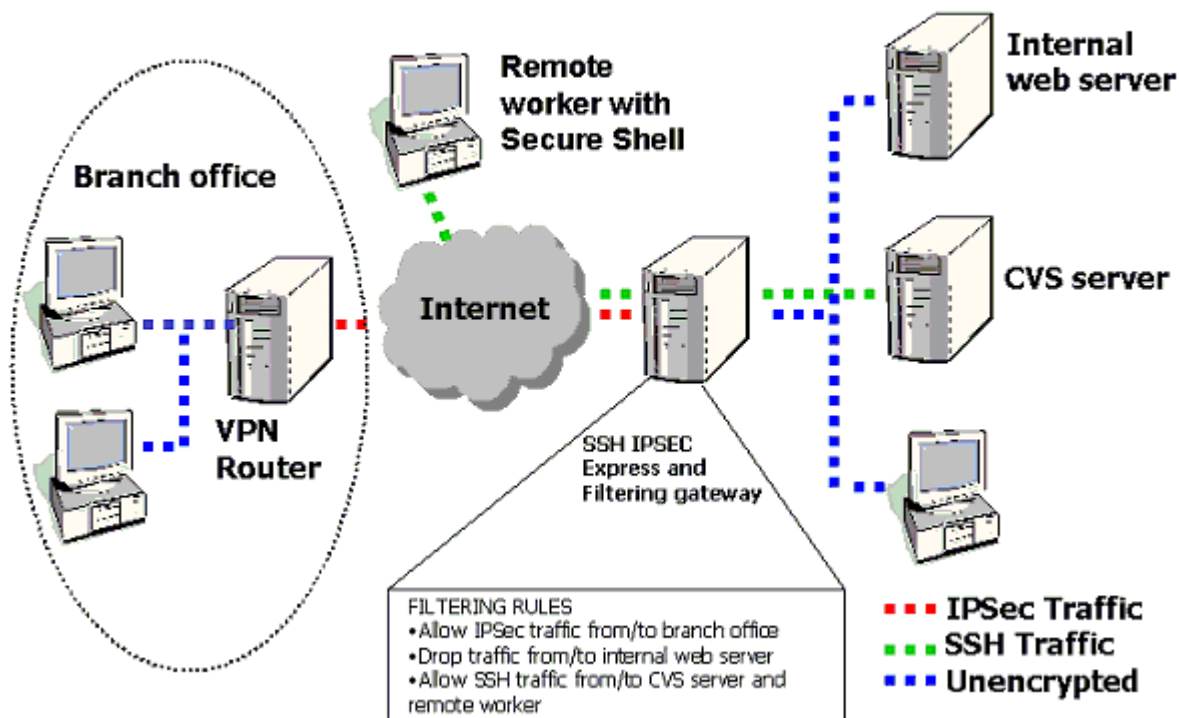 Remote
worker with
Secure Shell
Internal
web server
Branch office
CVS server
Internet
VPN
Router
SSH IPSEC
Express and
Filtering gateway
FILTERING RULES
•Allow IPSec traffic from/to branch office
•Drop traffic from/to internal web server
•Allow SSH traffic from/to CVS server and
remote worker
IPSec Traffic
SSH Traffic
Unencrypted